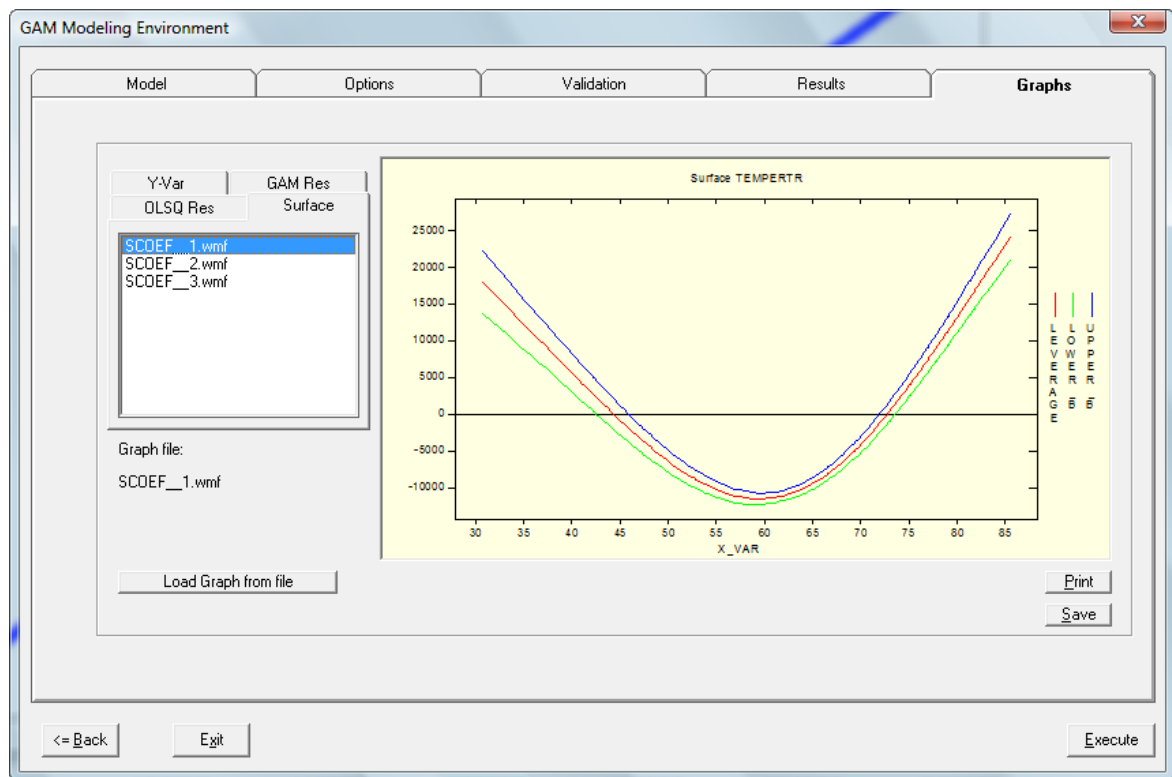 GAM Modeling Environment
Model Options Validation Results Graphs
Y-Var GAM Res
OLSQ Res Surface
SCOEF__1.wmf
SCOEF__2.wmf
SCOEF__3.wmf
Graph file:
SCOEF__1.wmf
Load Graph from file
Surface TEMPERTR
25000
20000
15000
10000
5000
0
-5000
-10000
30 35 40 45 50 55 60 65 70 75 80 85
X_VAR
LEVERAGE
LOWER_6
UPPER_6
Print
Save
<= Back Exit Execute